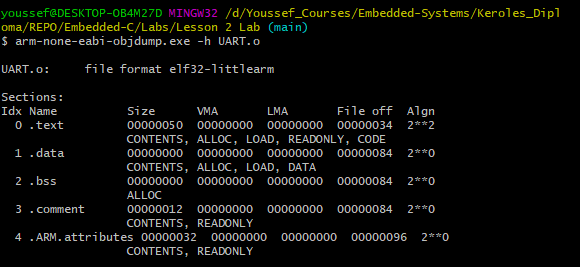 youssef@DESKTOP-OB4M27D MINGW32 /d/Youssef_Courses/Embedded-Systems/Keroles_Dipl
oma/REPO/Embedded-C/Labs/Lesson 2 Lab (main)
$ arm-none-eabi-objdump.exe -h UART.o
UART.o:     file format elf32-littlearm
Sections:
Idx Name          Size      VMA       LMA       File off  Algn
  0 .text         00000050  00000000  00000000  00000034  2**2
                  CONTENTS, ALLOC, LOAD, READONLY, CODE
  1 .data         00000000  00000000  00000000  00000084  2**0
                  CONTENTS, ALLOC, LOAD, DATA
  2 .bss          00000000  00000000  00000000  00000084  2**0
                  ALLOC
  3 .comment      00000012  00000000  00000000  00000084  2**0
                  CONTENTS, READONLY
  4 .ARM.attributes 00000032  00000000  00000000  00000096  2**0
                  CONTENTS, READONLY